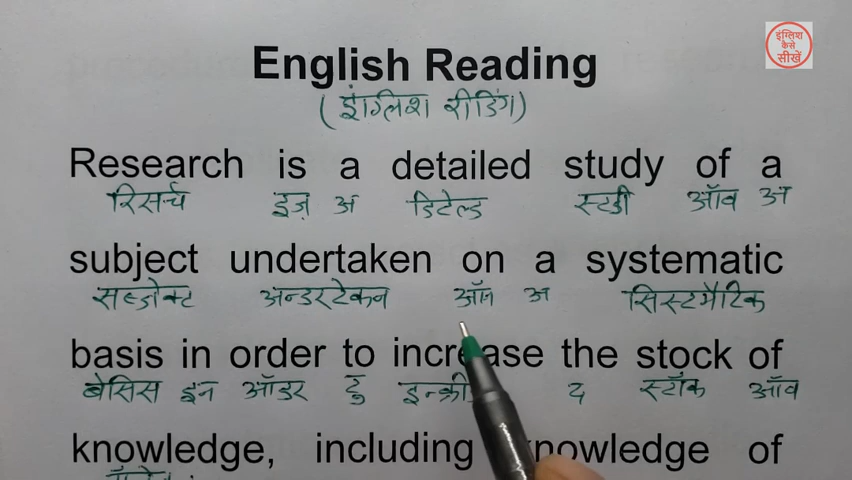 इंग्लिश
कैसे
सीखें
English Reading
(इंग्लिश रीडिंग)
Research is a detailed study of a
रिसर्च इज़ अ डिटेल्ड स्टडी ऑव अ
subject undertaken on a systematic
सब्जेक्ट अन्डरटेकन ऑन अ सिस्टमैटिक
basis in order to increase the stock of
बेसिस इन ऑडर टु द स्टॉक ऑव
knowledge, including knowledge of